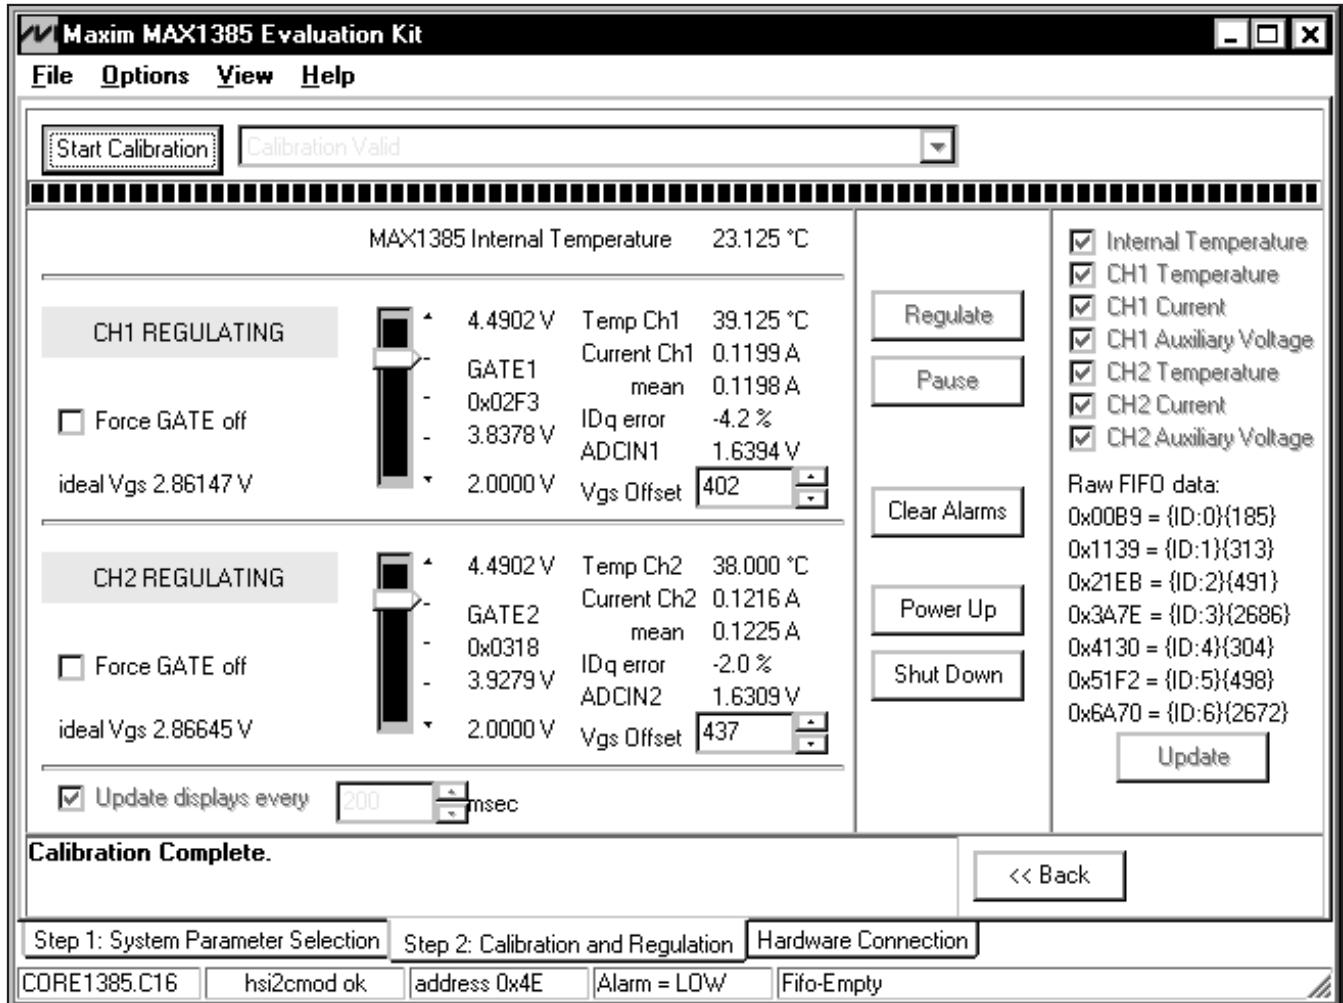 Maxim MAX1385 Evaluation Kit
File Options View Help
Start Calibration Calibration Valid
MAX1385 Internal Temperature 23.125 °C
CH1 REGULATING
Force GATE off
ideal Vgs 2.86147 V
4.4902 V
GATE1
0x02F3
3.8378 V
2.0000 V
Temp Ch1 39.125 °C
Current Ch1 0.1199 A
mean 0.1198 A
IDq error -4.2 %
ADCIN1 1.6394 V
Vgs Offset 402
CH2 REGULATING
Force GATE off
ideal Vgs 2.86645 V
4.4902 V
GATE2
0x0318
3.9279 V
2.0000 V
Temp Ch2 38.000 °C
Current Ch2 0.1216 A
mean 0.1225 A
IDq error -2.0 %
ADCIN2 1.6309 V
Vgs Offset 437
Update displays every 200 msec
Regulate
Pause
Clear Alarms
Power Up
Shut Down
Internal Temperature
CH1 Temperature
CH1 Current
CH1 Auxiliary Voltage
CH2 Temperature
CH2 Current
CH2 Auxiliary Voltage
Raw FIFO data:
0x00B9 = {ID:0}{185}
0x1139 = {ID:1}{313}
0x21EB = {ID:2}{491}
0x3A7E = {ID:3}{2686}
0x4130 = {ID:4}{304}
0x51F2 = {ID:5}{498}
0x6A70 = {ID:6}{2672}
Update
Calibration Complete.
<< Back
Step 1: System Parameter Selection Step 2: Calibration and Regulation Hardware Connection
CORE1385.C16 hsi2cmod ok address 0x4E Alarm = LOW Fifo-Empty